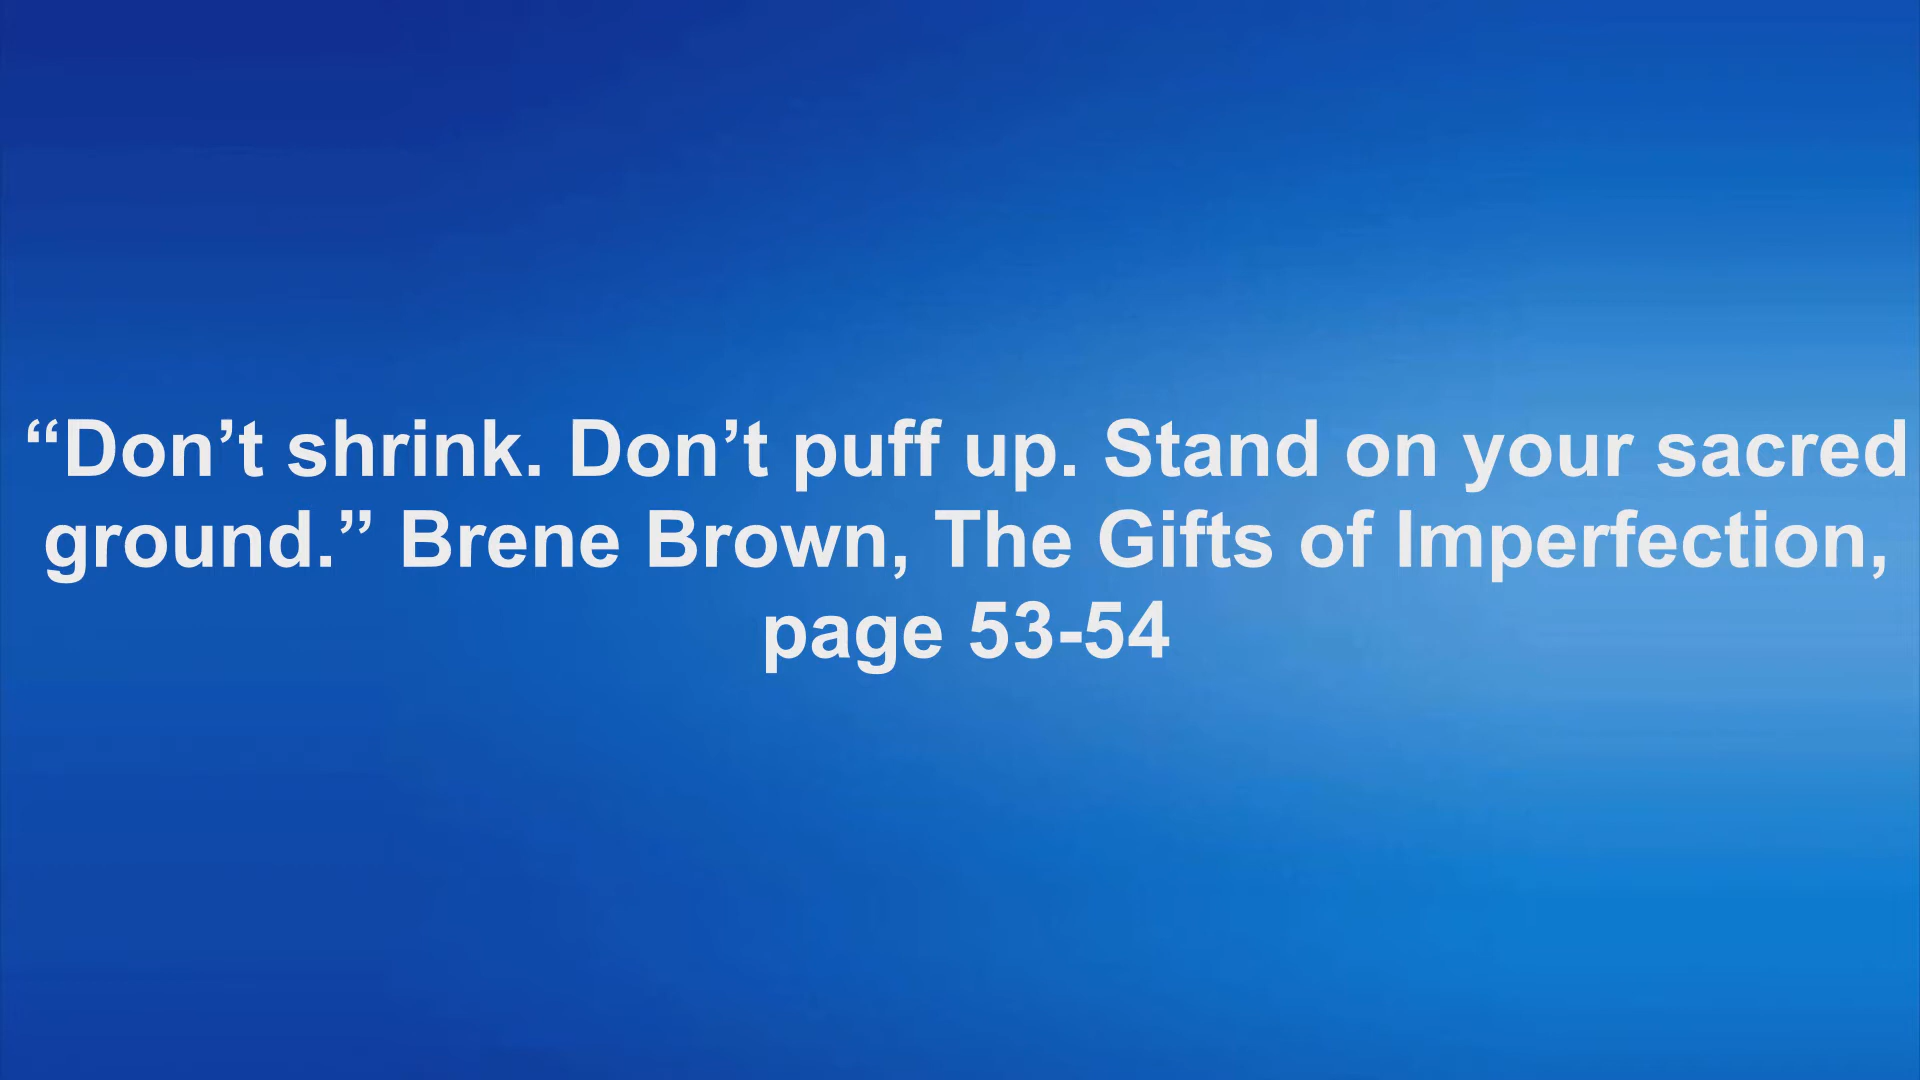 “Don’t shrink. Don’t puff up. Stand on your sacred
ground.” Brene Brown, The Gifts of Imperfection,
page 53-54